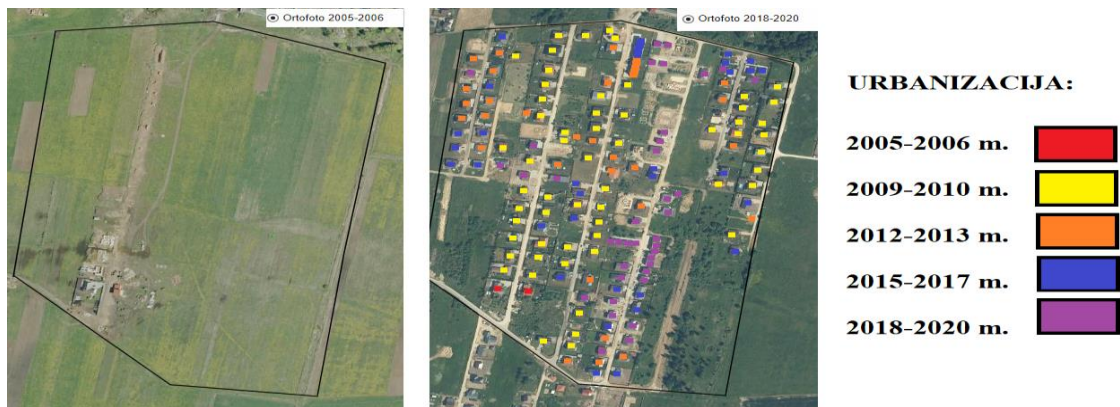 Ortofoto 2005-2006
Ortofoto 2018-2020
URBANIZACIJA:
2005-2006 m.
2009-2010 m.
2012-2013 m.
2015-2017 m.
2018-2020 m.